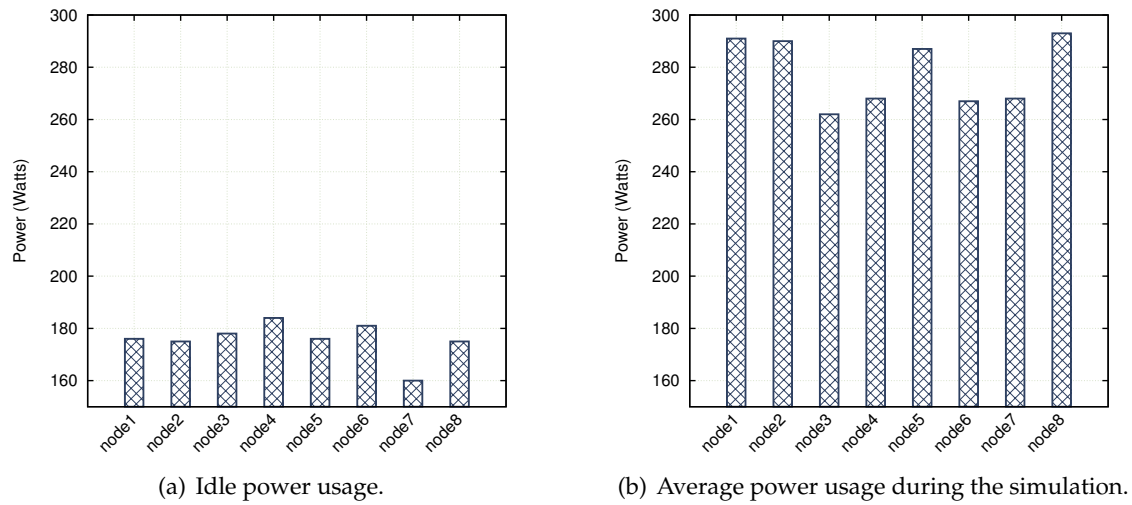 300
280
260
240
220
200
180
160
Power (Watts)
node1
node2
node3
node4
node5
node6
node7
node8
(a) Idle power usage.
300
280
260
240
220
200
180
160
Power (Watts)
node1
node2
node3
node4
node5
node6
node7
node8
(b) Average power usage during the simulation.